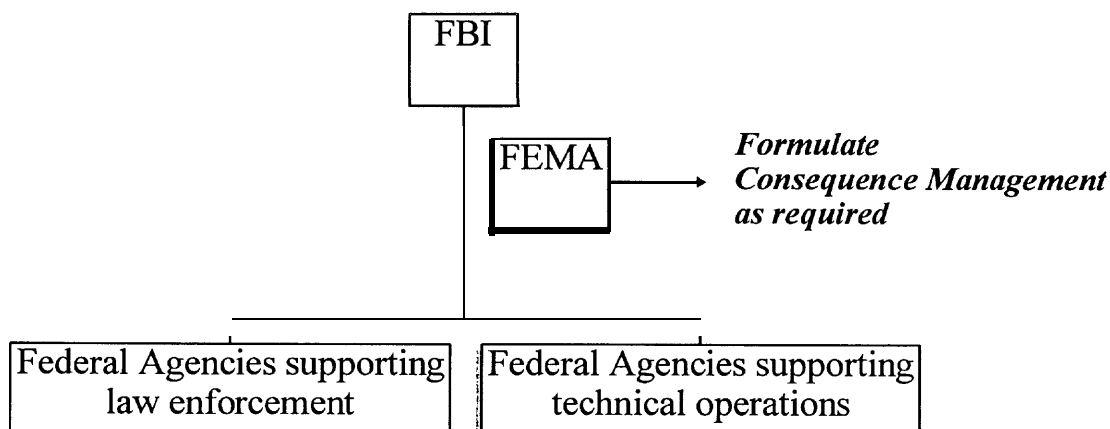 FBI
FEMA
Formulate
Consequence Management
as required
Federal Agencies supporting
law enforcement
Federal Agencies supporting
technical operations